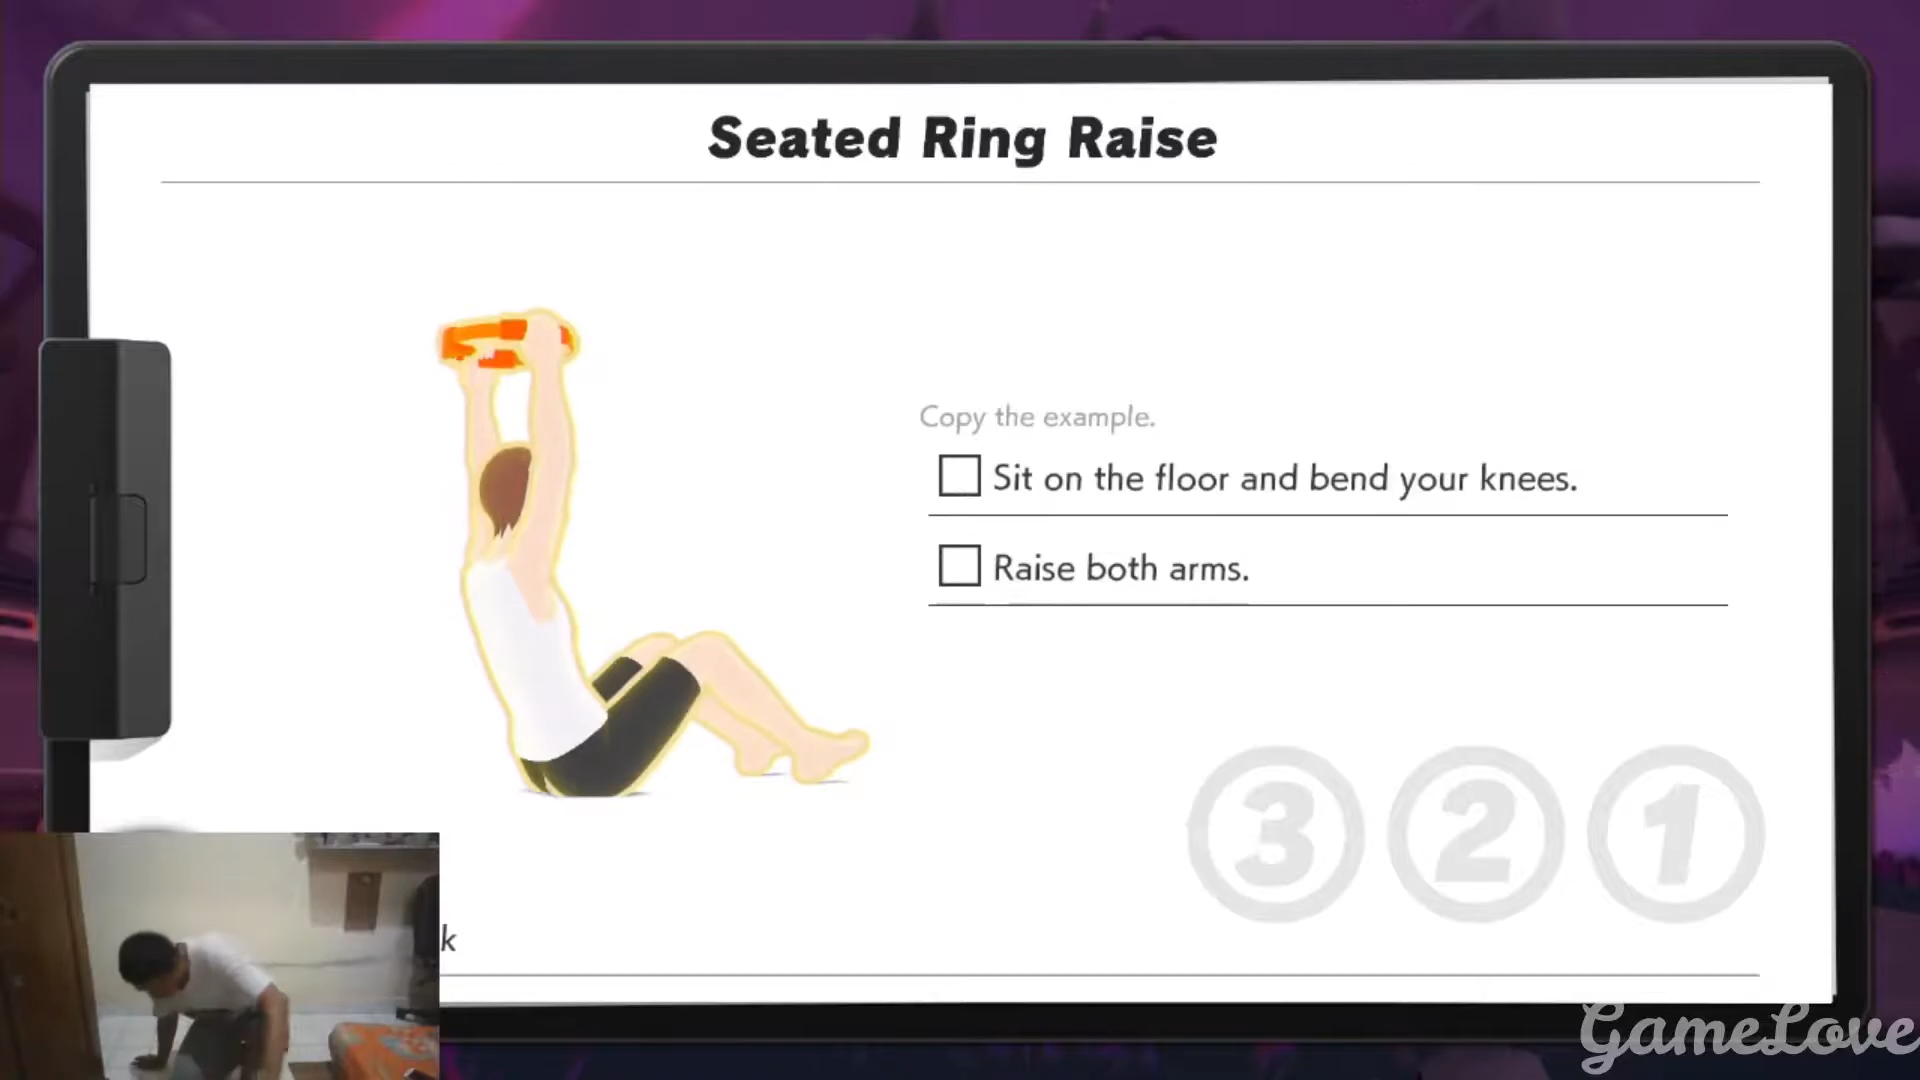 Seated Ring Raise
Copy the example.
Sit on the floor and bend your knees.
Raise both arms.
3 2 1
k
GameLove